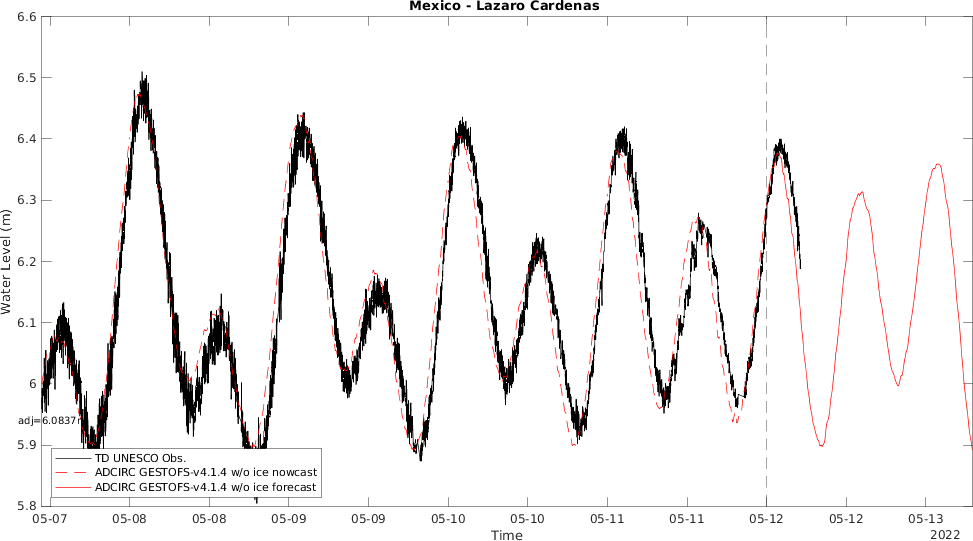 Mexico - Lazaro Cardenas
6.6
6.5
6.4
6.3
6.2
6.1
6
5.9
5.8
Water Level (m)
adj=6.0837
TD UNESCO Obs.
ADCIRC GESTOFS-v4.1.4 w/o ice nowcast
ADCIRC GESTOFS-v4.1.4 w/o ice forecast
05-07 05-08 05-08 05-09 05-09 05-10 05-10 05-11 05-11 05-12 05-12 05-13
Time
2022